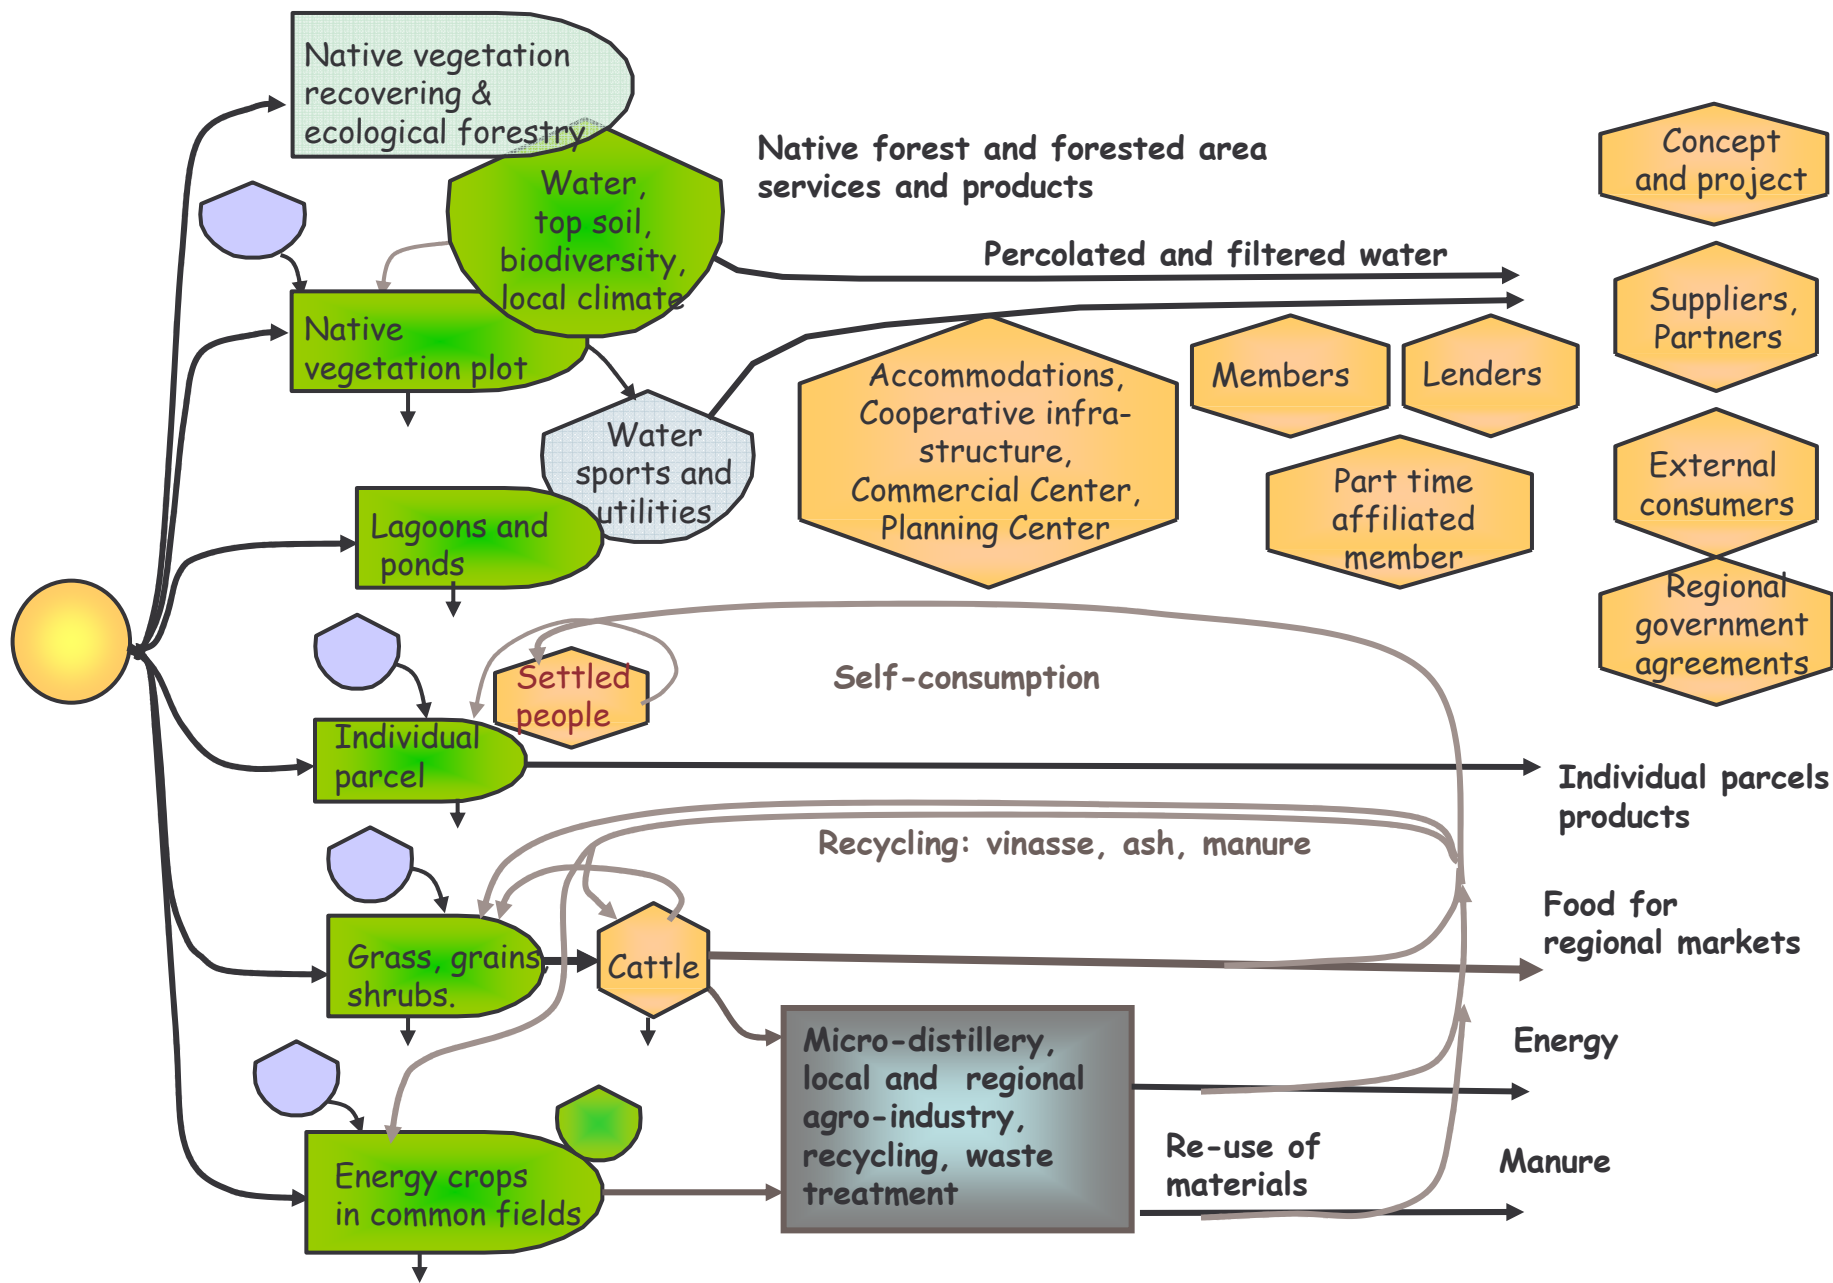 Native vegetation
recovering &
ecological forestry
Water,
top soil,
biodiversity,
local climate
Native forest and forested area
services and products
Concept
and project
Percolated and filtered water
Native
vegetation plot
Suppliers,
Partners
Accommodations,
Cooperative infra-
structure,
Commercial Center,
Planning Center
Members
Lenders
Water
sports and
utilities
Part time
affiliated
member
External
consumers
Lagoons and
ponds
Regional
government
agreements
Settled
people
Self-consumption
Individual
parcel
Individual parcels
products
Recycling: vinasse, ash, manure
Food for
regional markets
Grass, grains,
shrubs.
Cattle
Micro-distillery,
local and regional
agro-industry,
recycling, waste
treatment
Energy
Re-use of
materials
Manure
Energy crops
in common fields